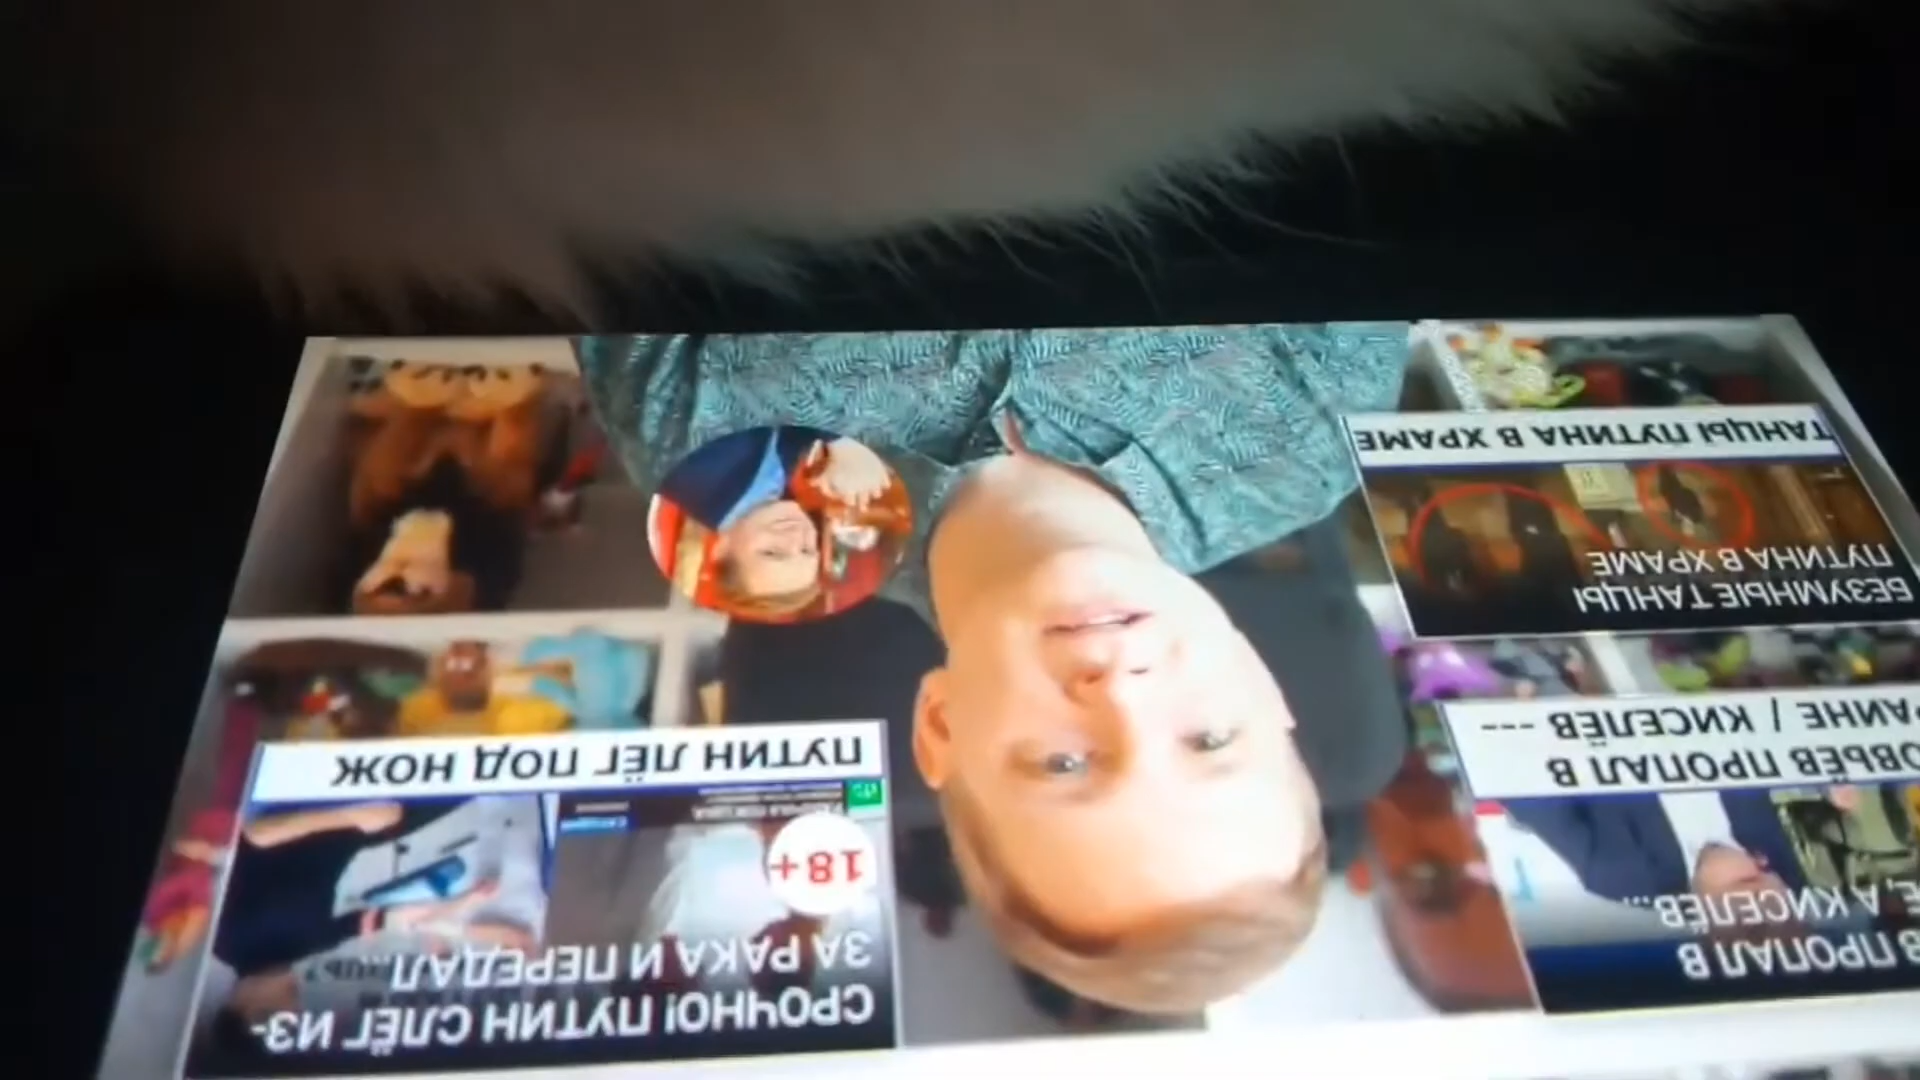 СРОЧНО! ПУТИН СЛЁГ ИЗ-
ЗА РАКА И ПЕРЕДАЛ...
18+
ПУТИН ЛЁГ ПОД НОЖ
В ПРОПАЛ В
А КИСЕЛЁВ...
ПРОПАЛ В
/ КИСЕЛЁВ ---
БЕЗУМНЫЕ ТАНЦЫ
ПУТИНА В ХРАМЕ
ТАНЦЫ ПУТИНА В ХРАМЕ